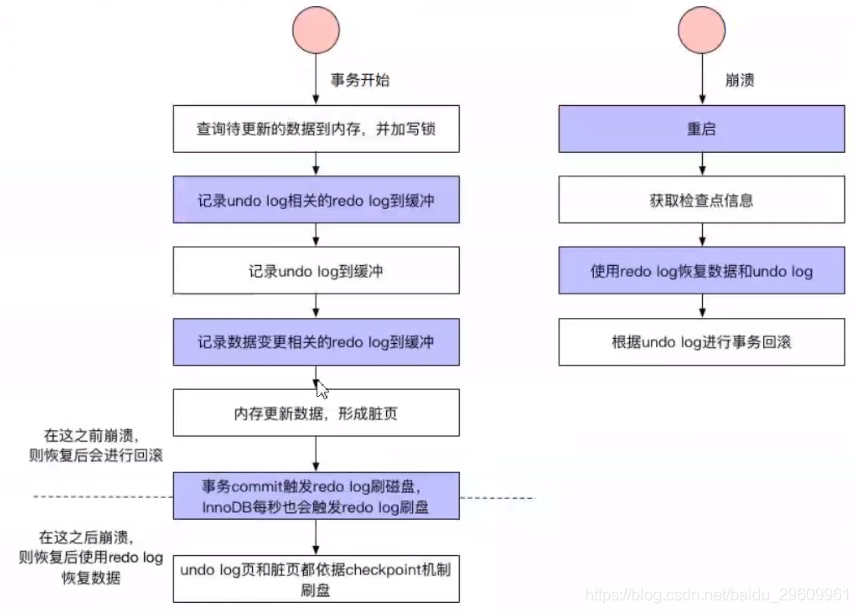 事务开始
查询待更新的数据到内存，并加写锁
记录undo log相关的redo log到缓冲
记录undo log到缓冲
记录数据变更相关的redo log到缓冲
内存更新数据，形成脏页
在这之前崩溃，
则恢复后会进行回滚
事务commit触发redo log刷磁盘，
InnoDB每秒也会触发redo log刷盘
在这之后崩溃，
则恢复后使用redo log
恢复数据
undo log页和脏页都依据checkpoint机制
刷盘
崩溃
重启
获取检查点信息
使用redo log恢复数据和undo log
根据undo log进行事务回滚
https://blog.csdn.net/baidu_29609961